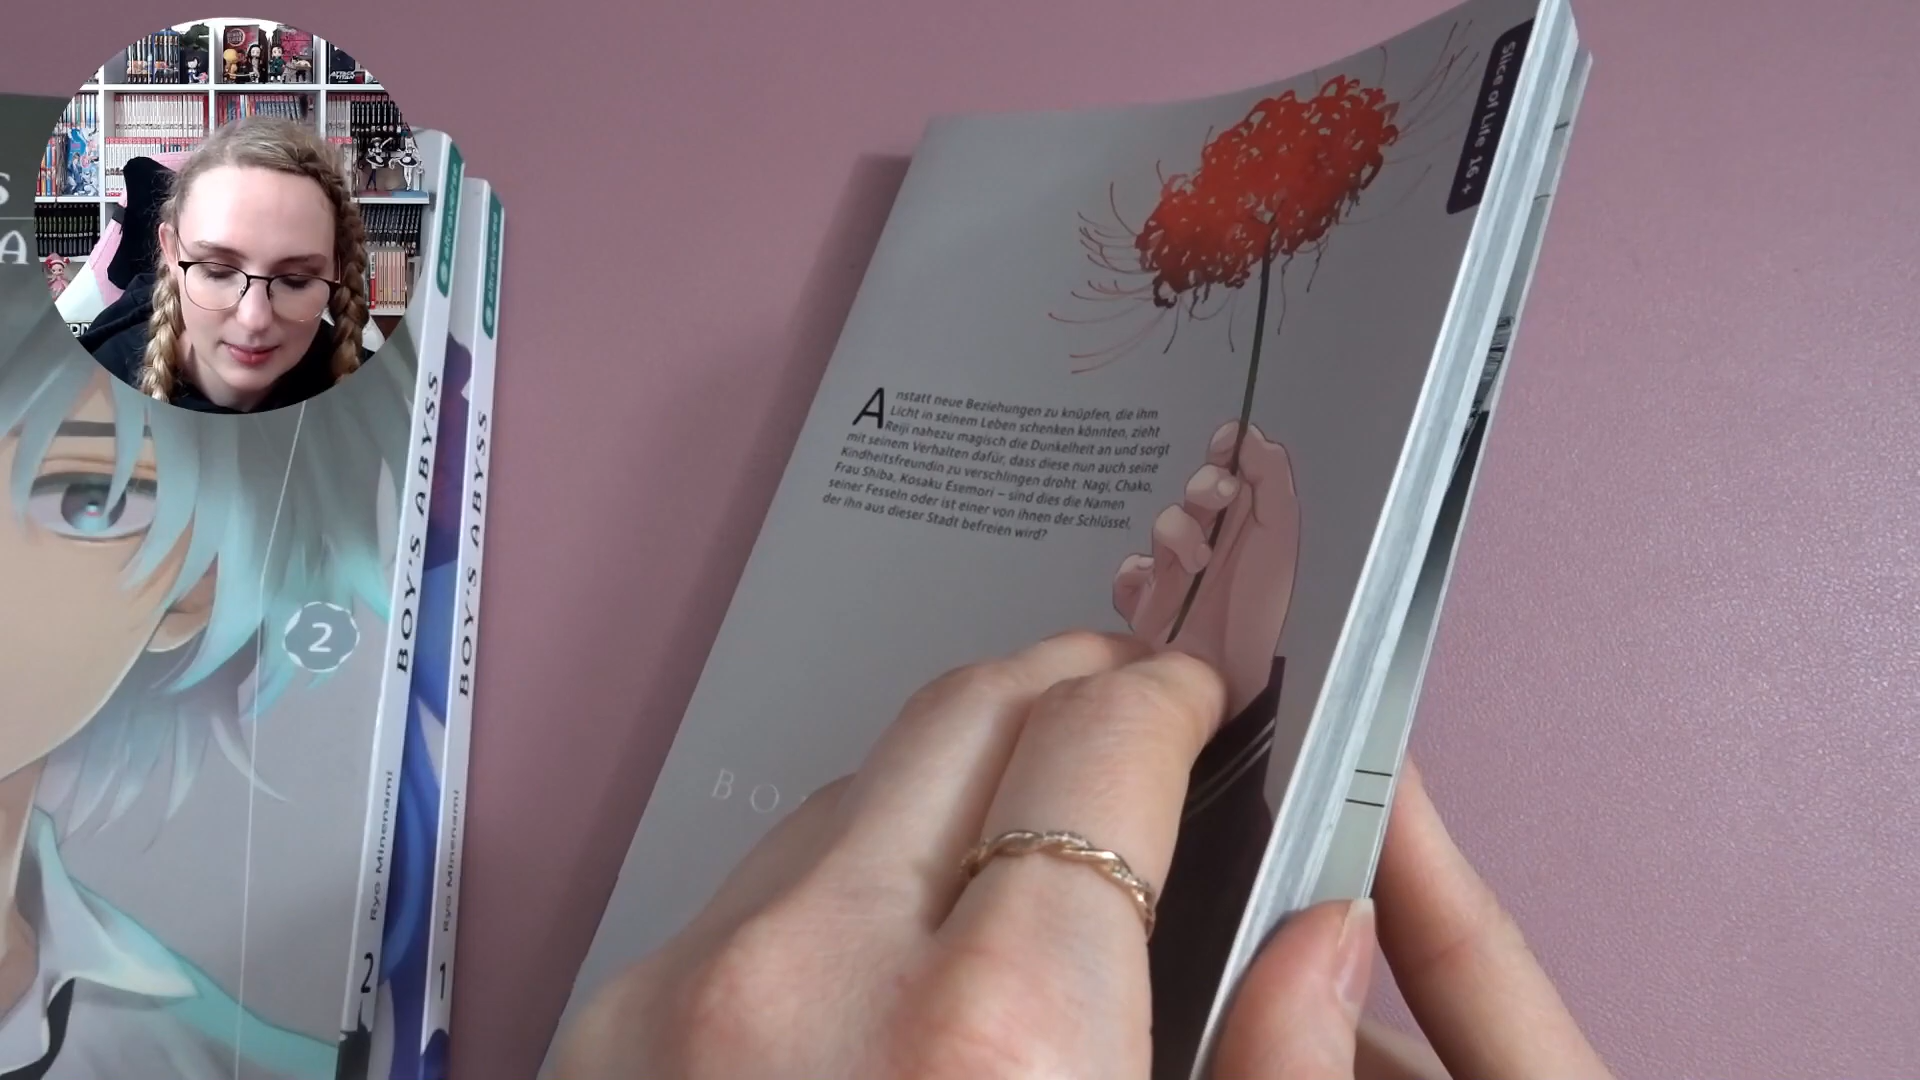 S
A
2
altraverse
BOY'S ABYSS
Ryo Minenami
2
altraverse
BOY'S ABYSS
Ryo Minenami
1
Slice of Life 16+
Anstatt neue Beziehungen zu knüpfen, die ihm
Licht in seinem Leben schenken könnten, zieht
Reiji nahezu magisch die Dunkelheit an und sorgt
mit seinem Verhalten dafür, dass diese nun auch seine
Kindheitsfreundin zu verschlingen droht. Nagi, Chako,
Frau Shiba, Kosaku Esemori – sind dies die Namen
seiner Fesseln oder ist einer von ihnen der Schlüssel,
der ihn aus dieser Stadt befreien wird?
BO